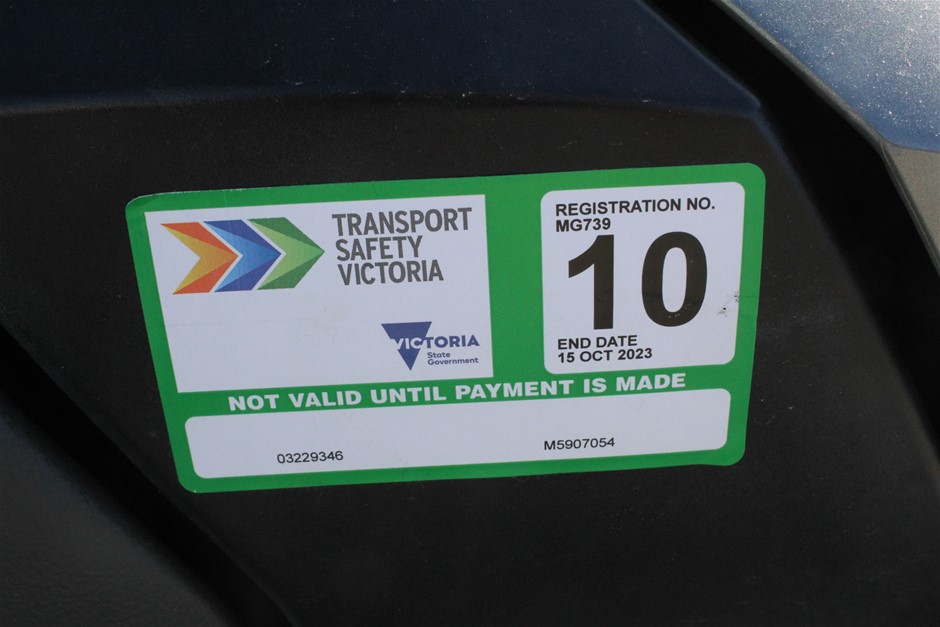 TRANSPORT
SAFETY
VICTORIA
VICTORIA
State
Government
REGISTRATION NO.
MG739
10
END DATE
15 OCT 2023
NOT VALID UNTIL PAYMENT IS MADE
03229346
M5907054